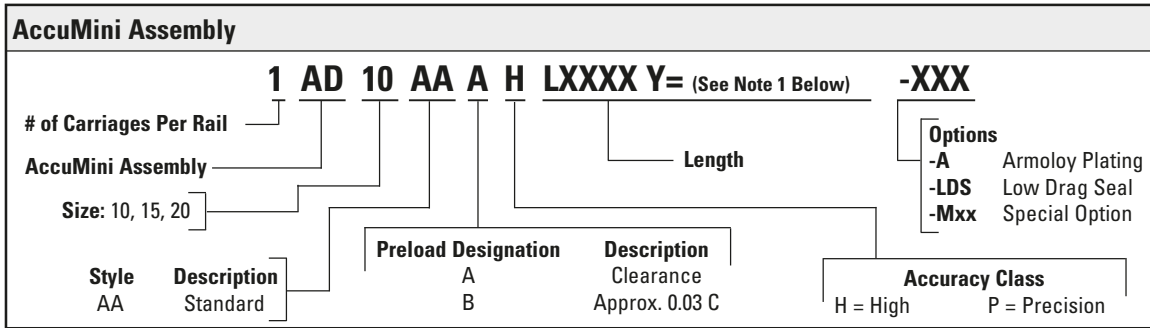 AccuMini Assembly
1 AD 10 AA A H LXXXX Y= (See Note 1 Below) -XXX
# of Carriages Per Rail
AccuMini Assembly
Size: 10, 15, 20
Style Description
AA Standard
Preload Designation Description
A Clearance
B Approx. 0.03 C
Length
Accuracy Class
H = High P = Precision
Options
-A Armoloy Plating
-LDS Low Drag Seal
-Mxx Special Option